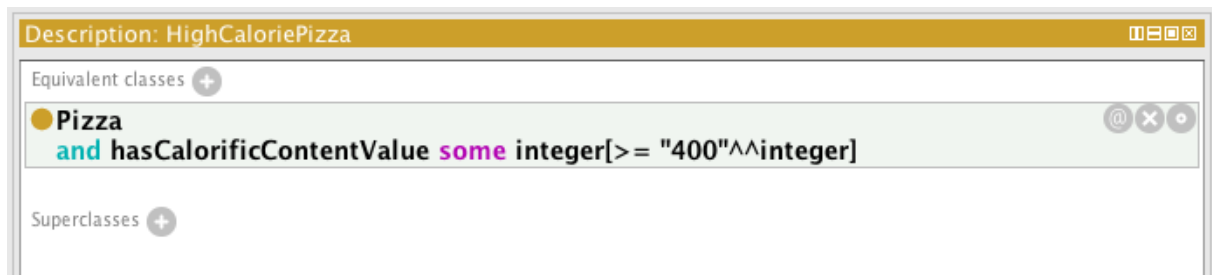 Description: HighCaloriePizza
Equivalent classes
Pizza
and hasCalorificContentValue some integer[>= "400"^^integer]
Superclasses